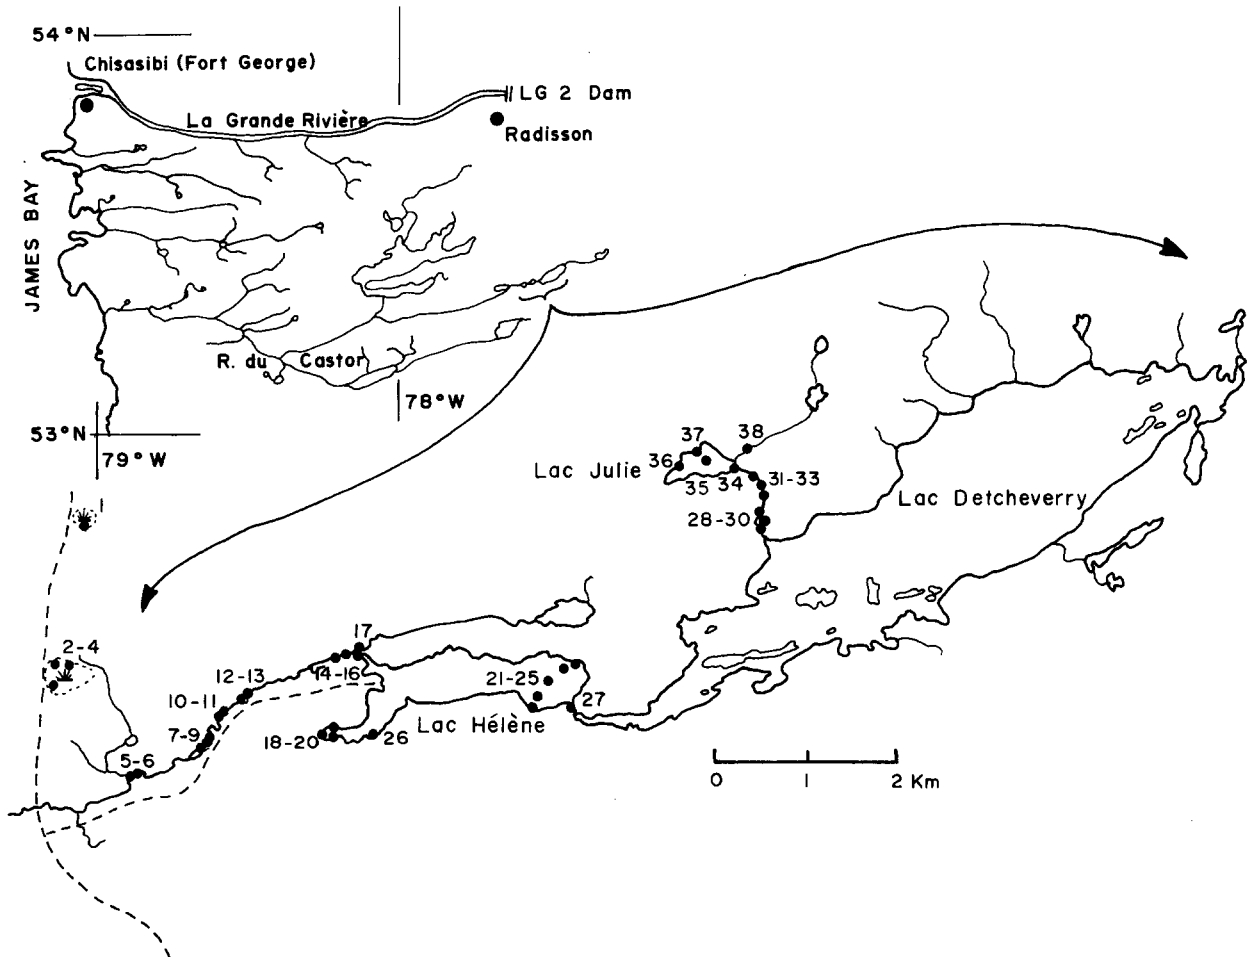 54°N
Chisasibi (Fort George)
LG 2 Dam
La Grande Rivière
Radisson
JAMES BAY
R. du Castor
78°W
53°N
79°W
1
2-4
5-6
7-9
10-11
12-13
14-16
17
18-20
21-25
26
27
Lac Hélène
28-30
31-33
34
35
36
37
38
Lac Julie
Lac Detcheverry
0 1 2 Km